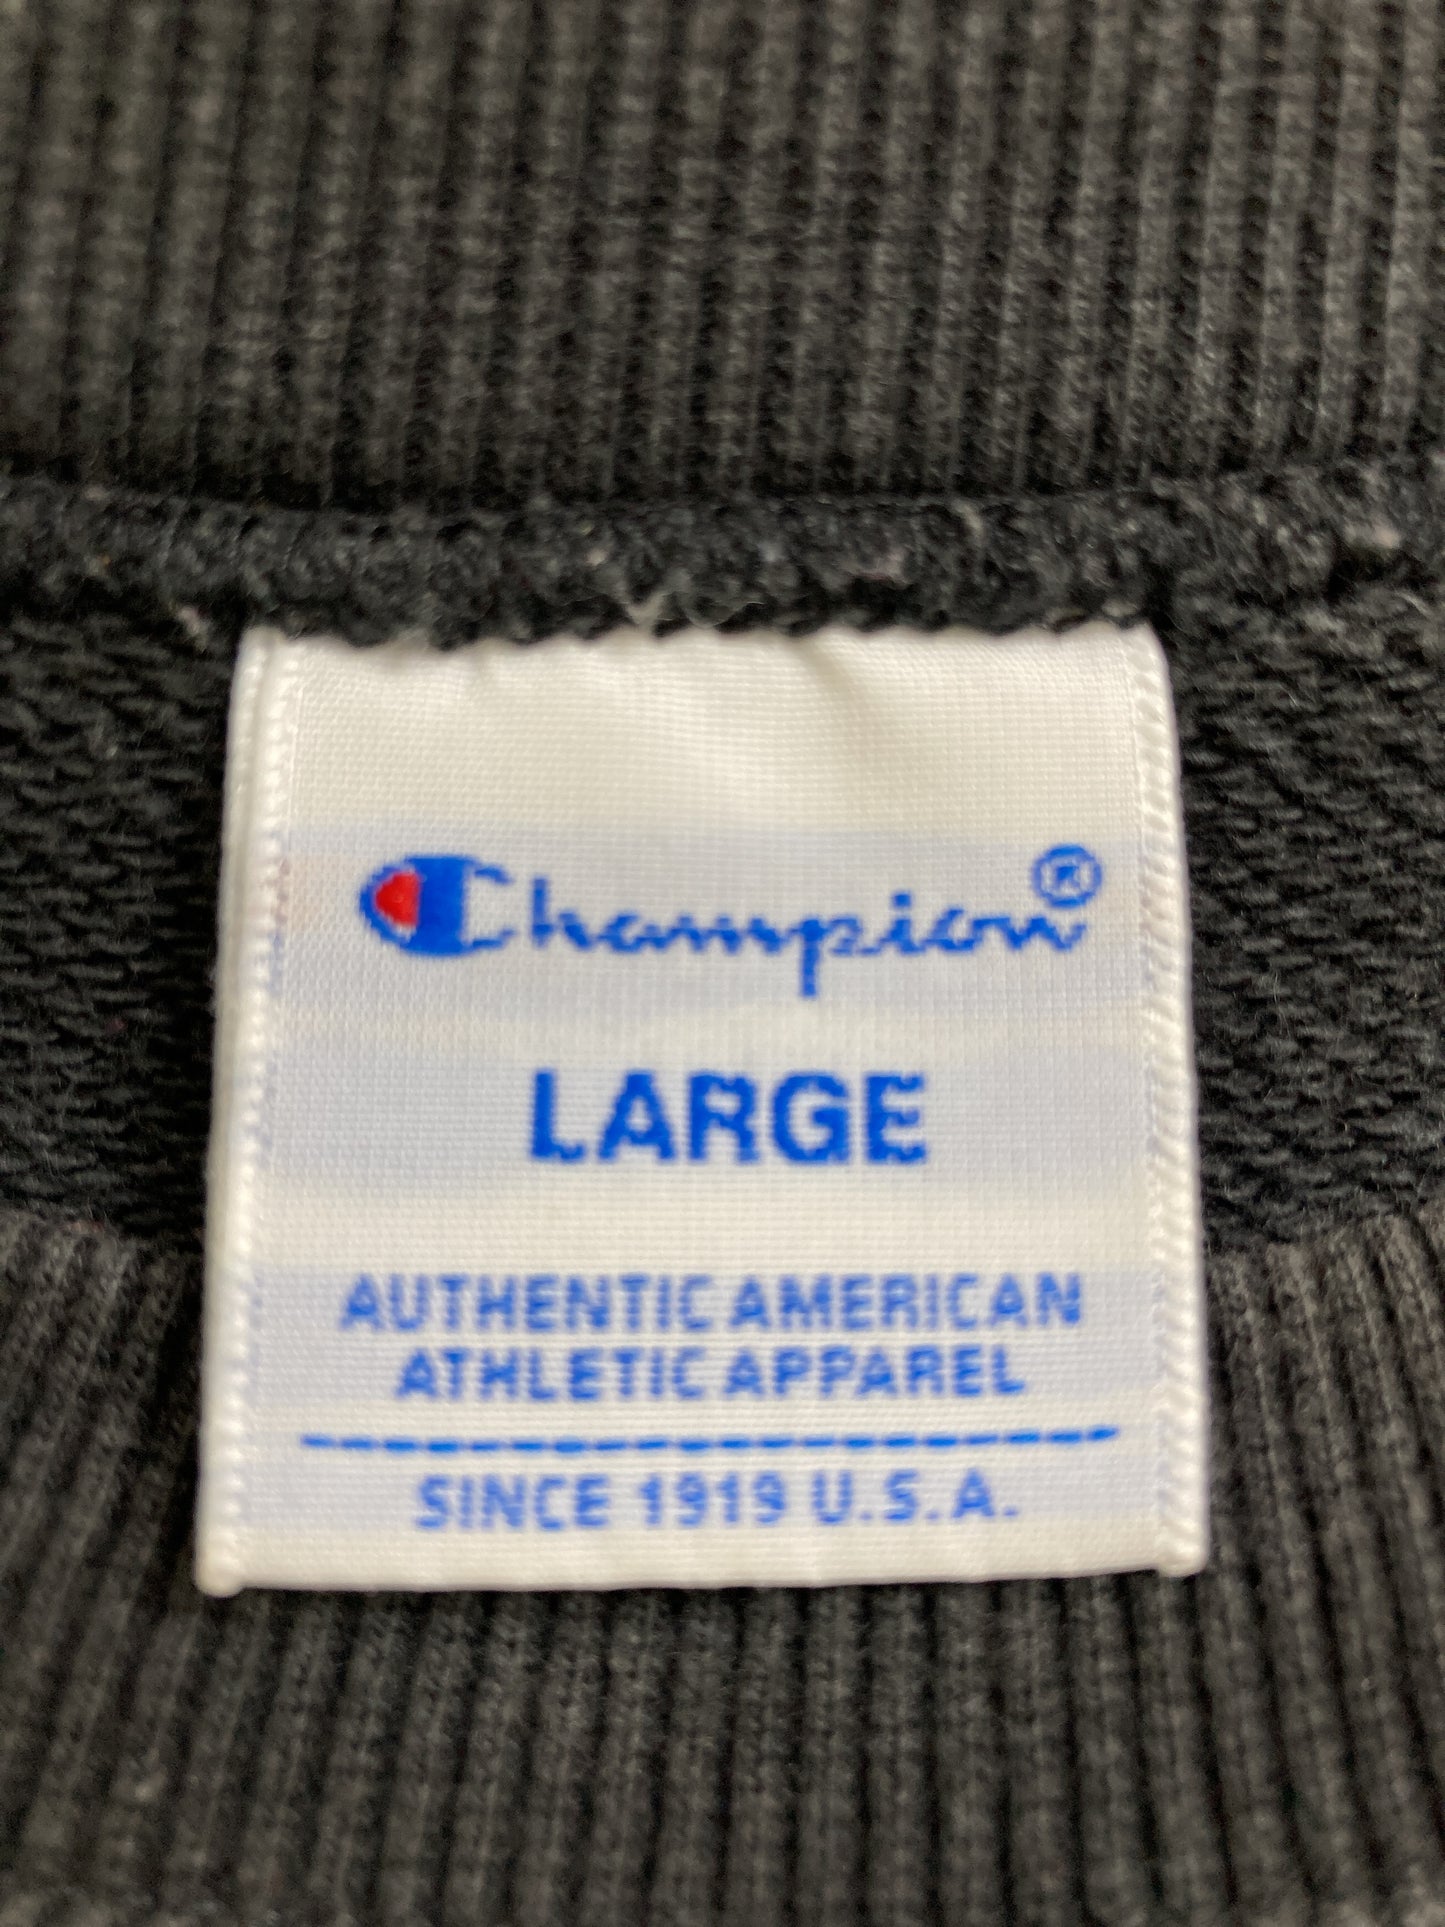 Champion®
LARGE
AUTHENTIC AMERICAN
ATHLETIC APPAREL
SINCE 1919 U.S.A.